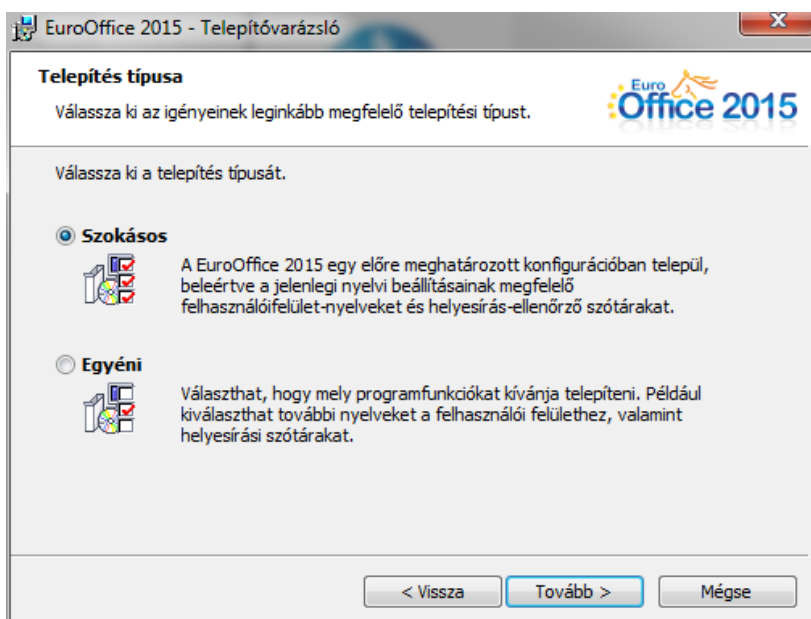 EuroOffice 2015 - Telepítővarázsló
Telepítés típusa
Válassza ki az igényeinek leginkább megfelelő telepítési típust.
Euro
Office 2015
Válassza ki a telepítés típusát.
Szokásos
A EuroOffice 2015 egy előre meghatározott konfigurációban települ,
beleértve a jelenlegi nyelvi beállításainak megfelelő
felhasználóifelület-nyelveket és helyesírás-ellenőrző szótárakat.
Egyéni
Választhat, hogy mely programfunkciókat kívánja telepíteni. Például
kiválaszthat további nyelveket a felhasználói felülethez, valamint
helyesírási szótárakat.
< Vissza Tovább > Mégse